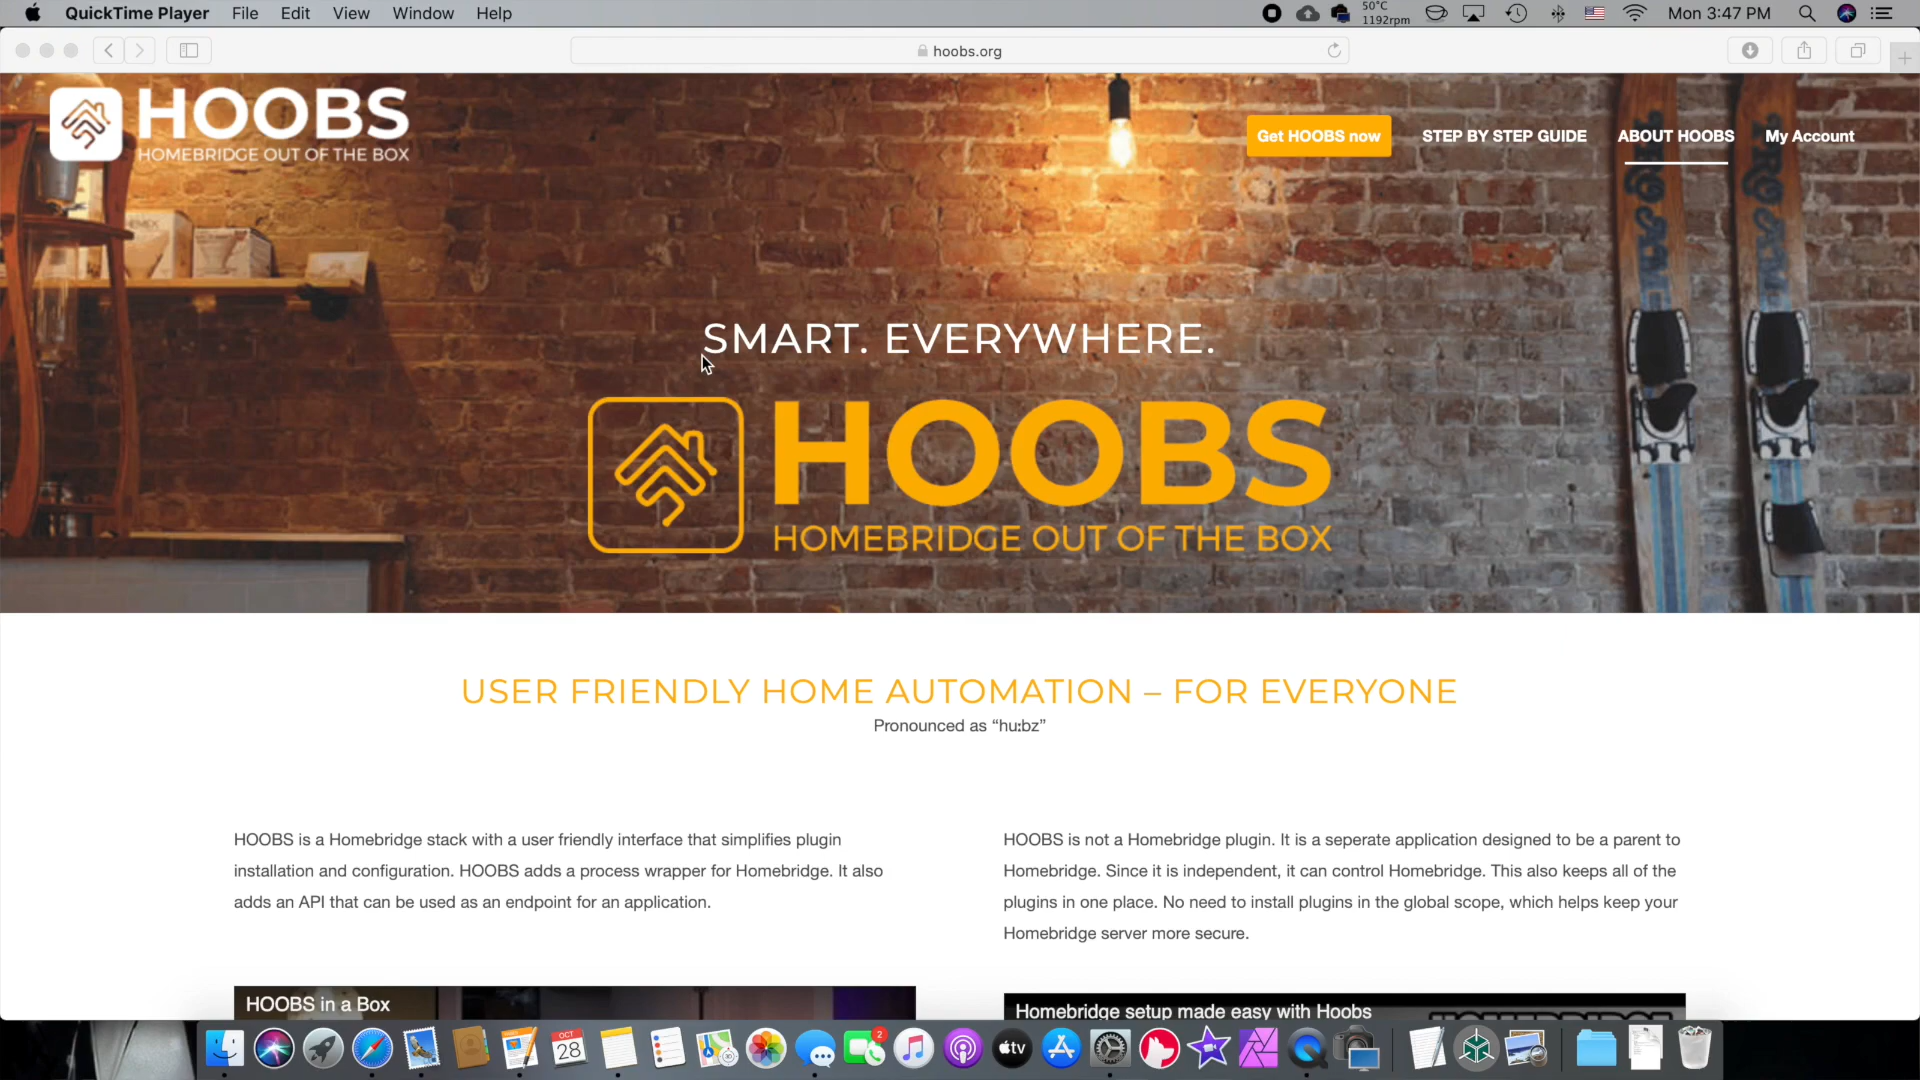 QuickTime Player File Edit View Window Help 50°C 1192rpm Mon 3:47 PM
hoobs.org
HOOBS
HOMEBRIDGE OUT OF THE BOX
Get HOOBS now STEP BY STEP GUIDE ABOUT HOOBS My Account
SMART. EVERYWHERE.
HOOBS
HOMEBRIDGE OUT OF THE BOX
USER FRIENDLY HOME AUTOMATION – FOR EVERYONE
Pronounced as “hu:bz”
HOOBS is a Homebridge stack with a user friendly interface that simplifies plugin
installation and configuration. HOOBS adds a process wrapper for Homebridge. It also
adds an API that can be used as an endpoint for an application.
HOOBS is not a Homebridge plugin. It is a seperate application designed to be a parent to
Homebridge. Since it is independent, it can control Homebridge. This also keeps all of the
plugins in one place. No need to install plugins in the global scope, which helps keep your
Homebridge server more secure.
HOOBS in a Box
Homebridge setup made easy with Hoobs
OCT
28
2
tv